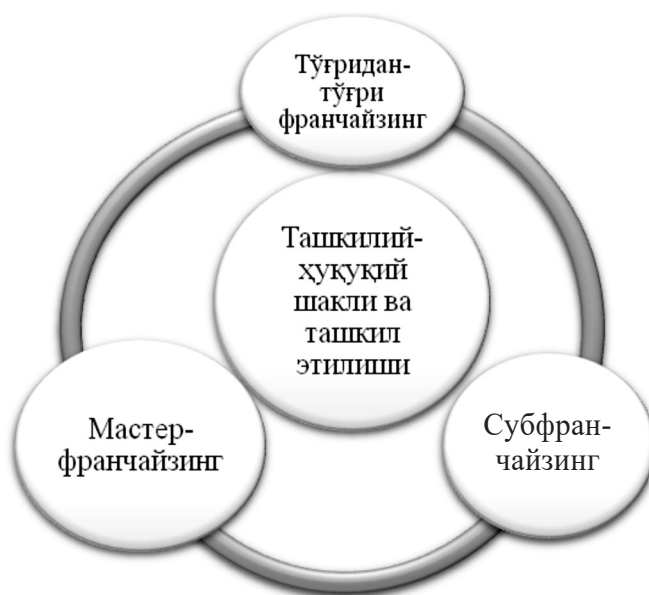 Тўғридан-
тўғри
франчайзинг
Ташкилий-
ҳуқуқий
шакли ва
ташкил
этилиши
Мастер-
франчайзинг
Субфран-
чайзинг